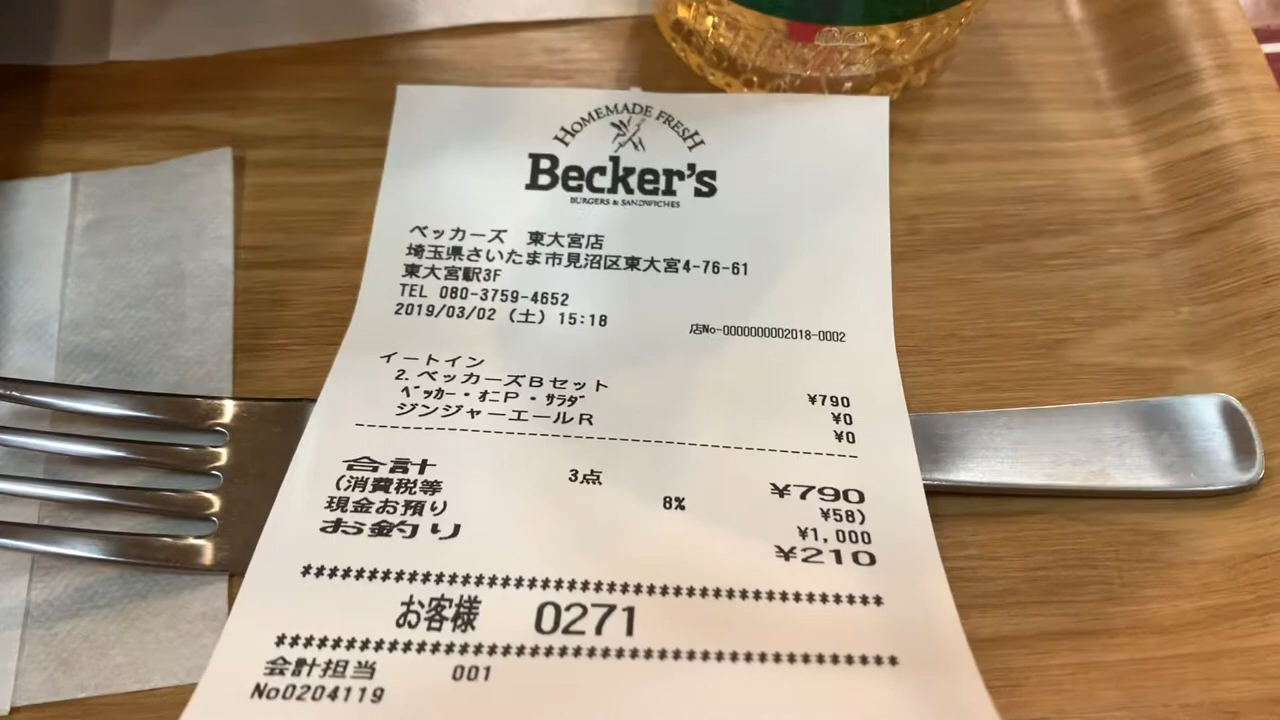 HOMEMADE FRESH
Becker's
BURGERS & SANDWICHES
ベッカーズ 東大宮店
埼玉県さいたま市見沼区東大宮4-76-61
東大宮駅3F
TEL 080-3759-4652
2019/03/02 (土) 15:18
店No-0000000002018-0002
イートイン
2. ベッカーズBセット ¥790
ﾍﾞｯｶｰ・ｵﾆP・ｻﾗﾀﾞ ¥0
ジンジャーエールR ¥0
--------------------------------
合計 3点 ¥790
(消費税等 8% ¥58)
現金お預り ¥1,000
お釣り ¥210
****************************************
お客様 0271
****************************************
会計担当 001
No0204119